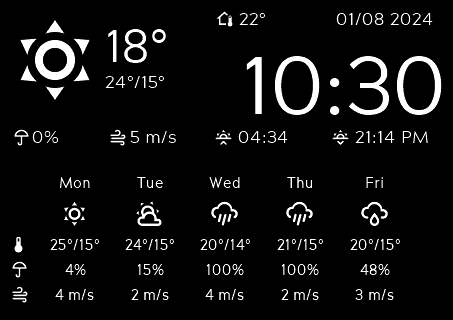 22° 01/08 2024
18° 10:30
24°/15°
0% 5 m/s 04:34 21:14 PM
Mon Tue Wed Thu Fri
25°/15° 24°/15° 20°/14° 21°/15° 20°/15°
4% 15% 100% 100% 48%
4 m/s 2 m/s 4 m/s 2 m/s 3 m/s